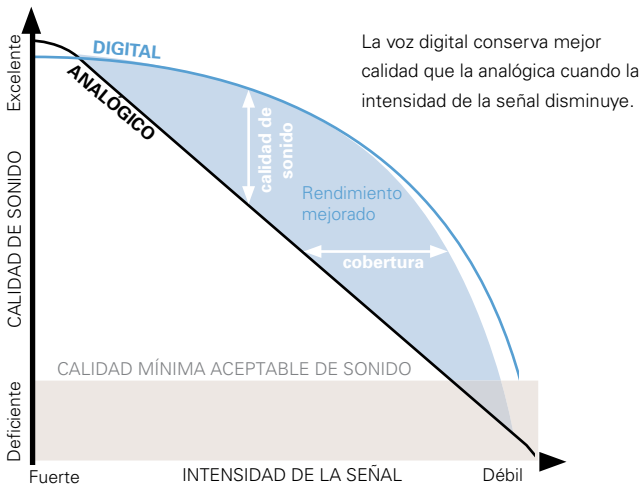 La voz digital conserva mejor
calidad que la analógica cuando la
intensidad de la señal disminuye.
Excelente
CALIDAD DE SONIDO
Deficiente
DIGITAL
ANALÓGICO
calidad de
sonido
Rendimiento
mejorado
cobertura
CALIDAD MÍNIMA ACEPTABLE DE SONIDO
Fuerte
INTENSIDAD DE LA SEÑAL
Débil